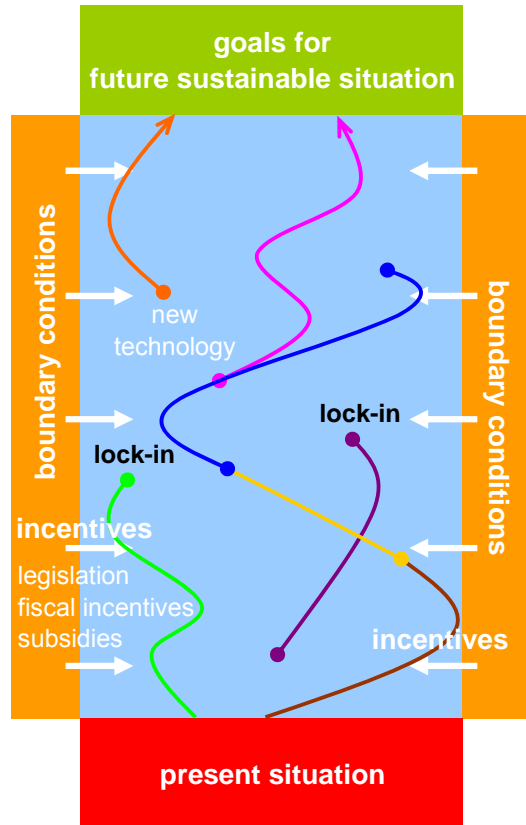 goals for
future sustainable situation
boundary conditions
boundary conditions
new
technology
lock-in
lock-in
incentives
legislation
fiscal incentives
subsidies
incentives
present situation